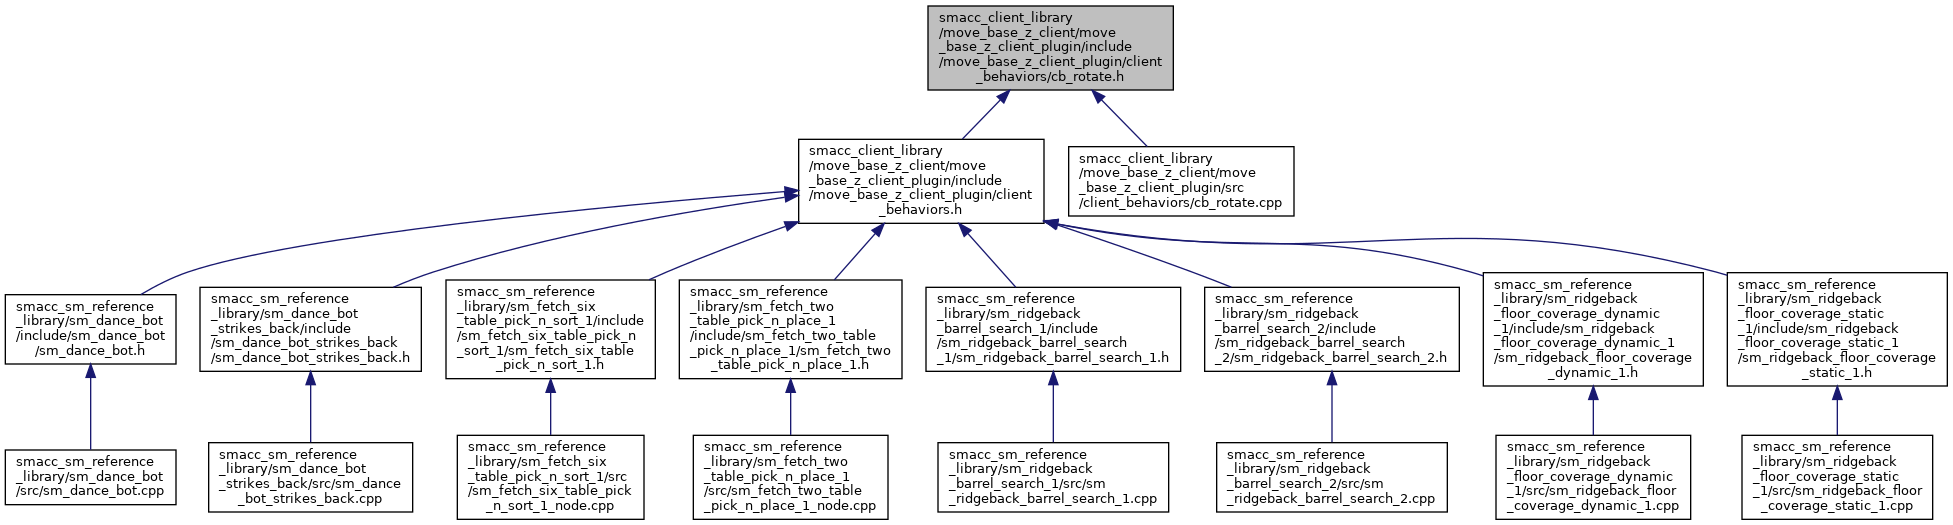 smacc_client_library
/move_base_z_client/move
_base_z_client_plugin/include
/move_base_z_client_plugin/client
_behaviors/cb_rotate.h
smacc_client_library
/move_base_z_client/move
_base_z_client_plugin/include
/move_base_z_client_plugin/client
_behaviors.h
smacc_client_library
/move_base_z_client/move
_base_z_client_plugin/src
/client_behaviors/cb_rotate.cpp
smacc_sm_reference
_library/sm_dance_bot
/include/sm_dance_bot
/sm_dance_bot.h
smacc_sm_reference
_library/sm_dance_bot
_strikes_back/include
/sm_dance_bot_strikes_back
/sm_dance_bot_strikes_back.h
smacc_sm_reference
_library/sm_fetch_six
_table_pick_n_sort_1/include
/sm_fetch_six_table_pick_n
_sort_1/sm_fetch_six_table
_pick_n_sort_1.h
smacc_sm_reference
_library/sm_fetch_two
_table_pick_n_place_1
/include/sm_fetch_two_table
_pick_n_place_1/sm_fetch_two
_table_pick_n_place_1.h
smacc_sm_reference
_library/sm_ridgeback
_barrel_search_1/include
/sm_ridgeback_barrel_search
_1/sm_ridgeback_barrel_search_1.h
smacc_sm_reference
_library/sm_ridgeback
_barrel_search_2/include
/sm_ridgeback_barrel_search
_2/sm_ridgeback_barrel_search_2.h
smacc_sm_reference
_library/sm_ridgeback
_floor_coverage_dynamic
_1/include/sm_ridgeback
_floor_coverage_dynamic_1
/sm_ridgeback_floor_coverage
_dynamic_1.h
smacc_sm_reference
_library/sm_ridgeback
_floor_coverage_static
_1/include/sm_ridgeback
_floor_coverage_static_1
/sm_ridgeback_floor_coverage
_static_1.h
smacc_sm_reference
_library/sm_dance_bot
/src/sm_dance_bot.cpp
smacc_sm_reference
_library/sm_dance_bot
_strikes_back/src/sm_dance
_bot_strikes_back.cpp
smacc_sm_reference
_library/sm_fetch_six
_table_pick_n_sort_1/src
/sm_fetch_six_table_pick
_n_sort_1_node.cpp
smacc_sm_reference
_library/sm_fetch_two
_table_pick_n_place_1
/src/sm_fetch_two_table
_pick_n_place_1_node.cpp
smacc_sm_reference
_library/sm_ridgeback
_barrel_search_1/src/sm
_ridgeback_barrel_search_1.cpp
smacc_sm_reference
_library/sm_ridgeback
_barrel_search_2/src/sm
_ridgeback_barrel_search_2.cpp
smacc_sm_reference
_library/sm_ridgeback
_floor_coverage_dynamic
_1/src/sm_ridgeback_floor
_coverage_dynamic_1.cpp
smacc_sm_reference
_library/sm_ridgeback
_floor_coverage_static
_1/src/sm_ridgeback_floor
_coverage_static_1.cpp